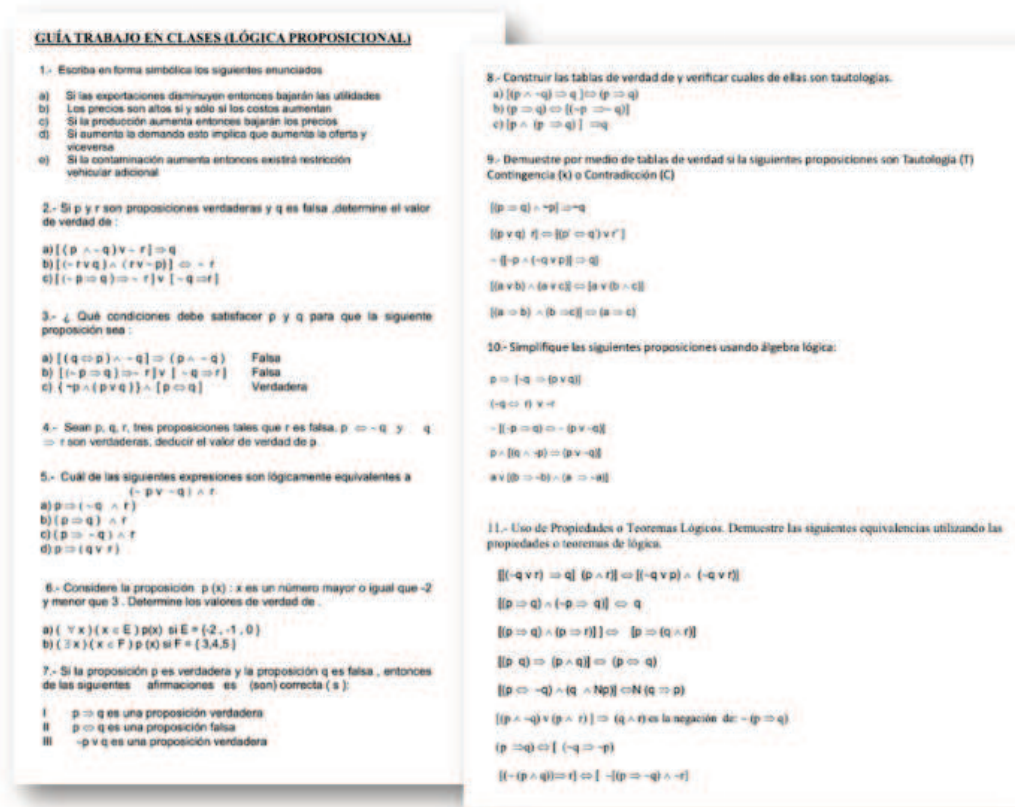 GUÍA TRABAJO EN CLASES (LÓGICA PROPOSICIONAL)
1.- Escriba en forma simbólica los siguientes enunciados
a) Si las exportaciones disminuyen entonces bajarán las utilidades
b) Los precios son altos si y sólo si los costos aumentan
c) Si la producción aumenta entonces bajarán los precios
d) Si aumenta la demanda esto implica que aumenta la oferta y
viceversa
e) Si la contaminación aumenta entonces existirá restricción
vehicular adicional
2.- Si p y r son proposiciones verdaderas y q es falsa ,determine el valor
de verdad de :
a) [ ( p ∧ ~ q ) v ~ r ] ⇒ q
b) [ (~ r v q ) ∧ ( r v ~ p)] ⇔ ~ r
c) [ (~ p ⇒ q ) ⇒ ~ r ] v [ ~ q ⇒ r ]
3.- ¿ Qué condiciones debe satisfacer p y q para que la siguiente
proposición sea :
a) [ ( q ⇔ p ) ∧ ~ q ] ⇒ ( p ∧ ~ q ) Falsa
b) [ (~ p ⇒ q ) ⇒ ~ r ] v [ ~ q ⇒ r ] Falsa
c) { ~p ∧ ( p v q ) } ∧ [ p ⇔ q ] Verdadera
4.- Sean p, q, r, tres proposiciones tales que r es falsa, p ⇔ ~ q y q
⇒ r son verdaderas, deducir el valor de verdad de p.
5.- Cuál de las siguientes expresiones son lógicamente equivalentes a
(~ p v ~ q ) ∧ r
a) p ⇒ ( ~ q ∧ r )
b) ( p ⇒ q ) ∧ r
c) ( p ⇒ ~ q ) ∧ r
d) p ⇒ ( q v r )
6.- Considere la proposición p (x) : x es un número mayor o igual que -2
y menor que 3 . Determine los valores de verdad de .
a) ( ∀ x ) ( x ∈ E ) p(x) si E = {-2 , -1 , 0 }
b) ( ∃ x ) ( x ∈ F ) p (x) si F = { 3,4,5 }
7.- Si la proposición p es verdadera y la proposición q es falsa , entonces
de las siguientes afirmaciones es (son) correcta ( s ):
I p ⇒ q es una proposición verdadera
II p ⇔ q es una proposición falsa
III ~p v q es una proposición verdadera
8.- Construir las tablas de verdad de y verificar cuales de ellas son tautologías.
a) [(p ∧ ~q) ⇒ q ]⇔ (p ⇒ q)
b) (p ⇒ q) ⇔ [(~p ⇒ ~ q)]
c) [p ∧ (p ⇒ q) ] ⇒q
9.- Demuestre por medio de tablas de verdad si la siguientes proposiciones son Tautología (T)
Contingencia (k) o Contradicción (C)
[(p ⇒ q) ∧ ~p] ⇒~q
[(p v q) r] ⇔ [(p' ⇔ q') v r' ]
~ {[~p ∧ (~q v p)] ⇒ q}
[(a v b) ∧ (a v c)] ⇔ [a v (b ∧ c)]
[(a ⇒ b) ∧ (b ⇒c)] ⇔ (a ⇒ c)
10.- Simplifique las siguientes proposiciones usando álgebra lógica:
p ⇒ [~q ⇒ (p v q)]
(~q ⇔ r) v ~r
~ [(~p ⇒ q) ⇔ ~ (p v ~q)]
p ∧ [(q ∧ ~p) ⇒ (p v ~q)]
a v [(b ⇒ ~b) ∧ (a ⇒ ~a)]
11.- Uso de Propiedades o Teoremas Lógicos. Demuestre las siguientes equivalencias utilizando las
propiedades o teoremas de lógica.
[[(~q v r) ⇒ q] (p ∧ r)] ⇔ [(~q v p) ∧ (~q v r)]
[(p ⇒ q) ∧ (~p ⇒ q)] ⇔ q
[(p ⇒ q) ∧ (p ⇒ r)] ] ⇔ [p ⇒ (q ∧ r)]
[(p q) ⇒ (p ∧ q)] ⇔ (p ⇔ q)
[(p ⇔ ~q) ∧ (q ∧ Np)] ⇔N (q ⇒ p)
[(p ∧ ~q) v (p ∧ r) ] ⇒ (q ∧ r) es la negación de: ~ (p ⇒ q)
(p ⇒q) ⇔ [ (~q ⇒ ~p)
[(~ (p ∧ q))⇒ r] ⇔ [ ~[(p ⇒ ~q) ∧ ~r]